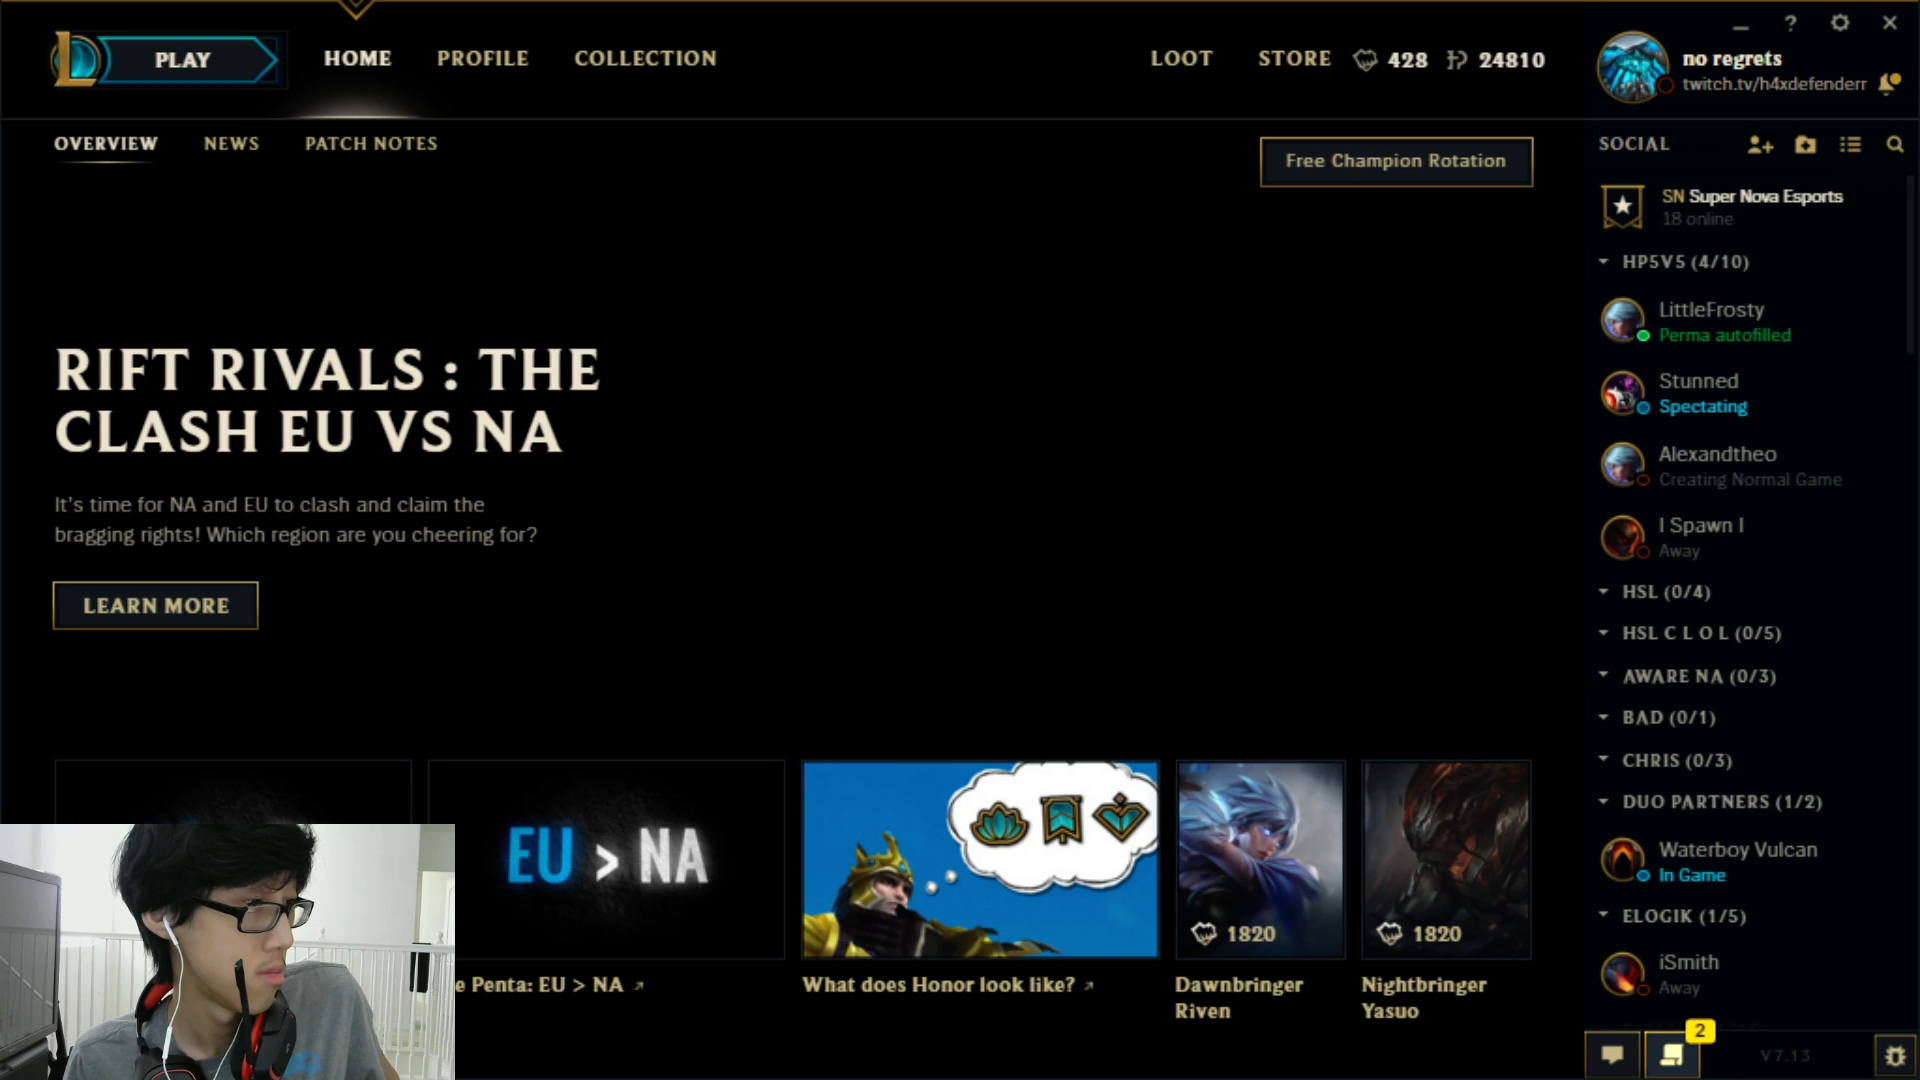 PLAY
HOME
PROFILE
COLLECTION
LOOT
STORE
428
24810
?
no regrets
twitch.tv/h4xdefenderr
OVERVIEW
NEWS
PATCH NOTES
Free Champion Rotation
RIFT RIVALS : THE
CLASH EU VS NA
It's time for NA and EU to clash and claim the
bragging rights! Which region are you cheering for?
LEARN MORE
EU > NA
1820
1820
e Penta: EU > NA
What does Honor look like?
Dawnbringer
Riven
Nightbringer
Yasuo
SOCIAL
SN Super Nova Esports
18 online
HP5V5 (4/10)
LittleFrosty
Perma autofilled
Stunned
Spectating
Alexandtheo
Creating Normal Game
I Spawn I
Away
HSL (0/4)
HSL C L O L (0/5)
AWARE NA (0/3)
BAD (0/1)
CHRIS (0/3)
DUO PARTNERS (1/2)
Waterboy Vulcan
In Game
ELOGIK (1/5)
iSmith
Away
2
V7.13